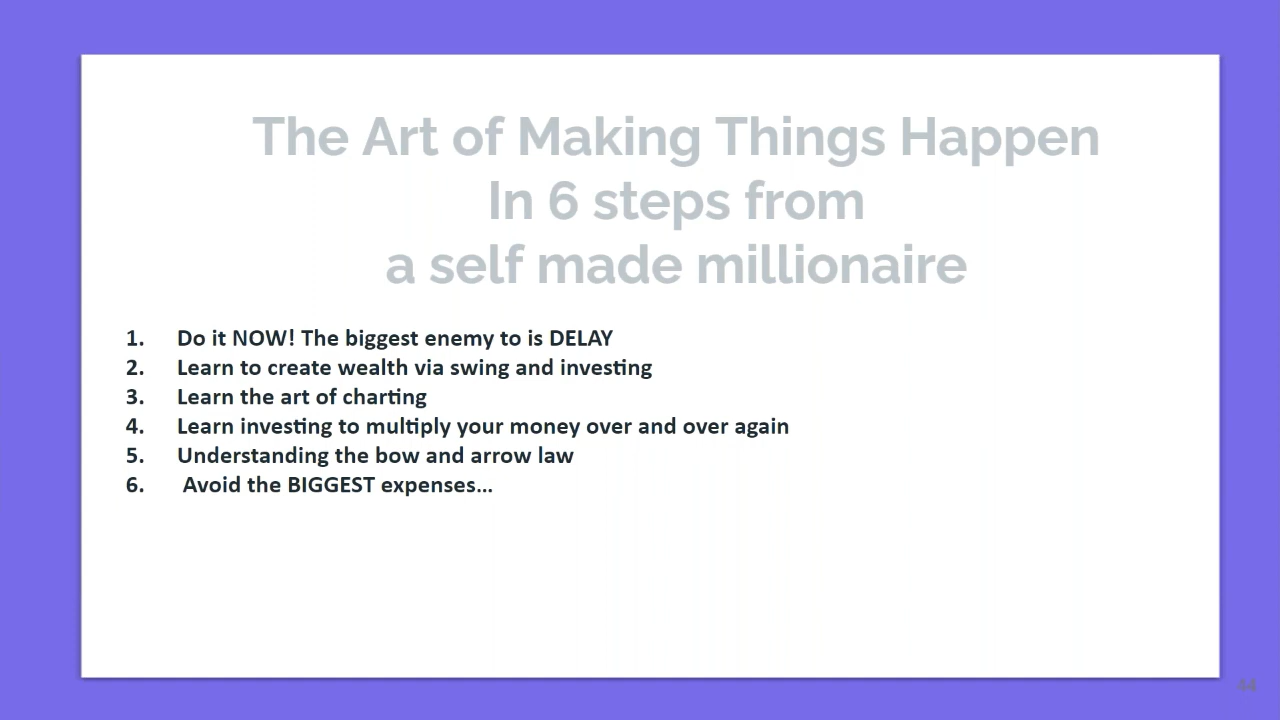 The Art of Making Things Happen
In 6 steps from
a self made millionaire
1. Do it NOW! The biggest enemy to is DELAY
2. Learn to create wealth via swing and investing
3. Learn the art of charting
4. Learn investing to multiply your money over and over again
5. Understanding the bow and arrow law
6. Avoid the BIGGEST expenses...
44